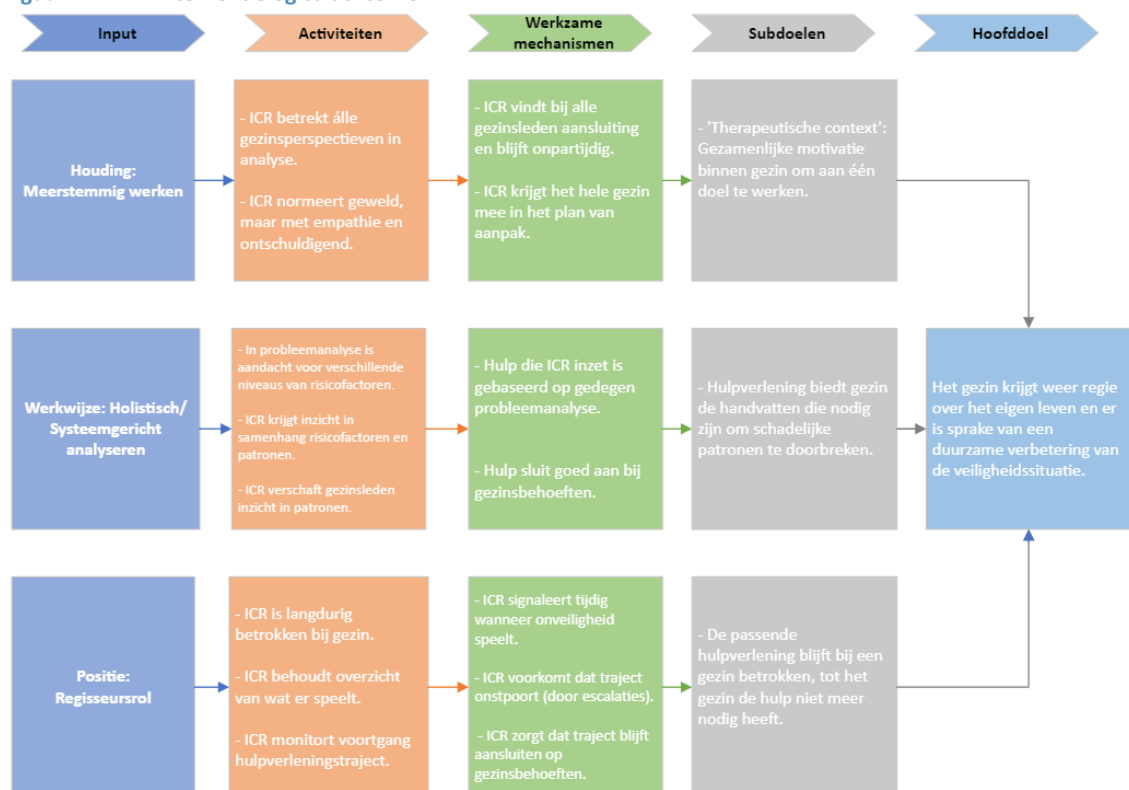 Input
Activiteiten
Werkzame
mechanismen
Subdoelen
Hoofddoel
Houding:
Meerstemmig werken
- ICR betrekt álle
gezinsperspectieven in
analyse.
- ICR normeert geweld,
maar met empathie en
ontschuldigend.
- ICR vindt bij alle
gezinsleden aansluiting
en blijft onpartijdig.
- ICR krijgt het hele gezin
mee in het plan van
aanpak.
- 'Therapeutische context':
Gezamenlijke motivatie
binnen gezin om aan één
doel te werken.
Werkwijze: Holistisch/
Systeemgericht
analyseren
- In probleemanalyse is
aandacht voor verschillende
niveaus van risicofactoren.
- ICR krijgt inzicht in
samenhang risicofactoren en
patronen.
- ICR verschaft gezinsleden
inzicht in patronen.
- Hulp die ICR inzet is
gebaseerd op gedegen
probleemanalyse.
- Hulp sluit goed aan bij
gezinsbehoeften.
- Hulpverlening biedt gezin
de handvatten die nodig
zijn om schadelijke
patronen te doorbreken.
Het gezin krijgt weer regie
over het eigen leven en er
is sprake van een
duurzame verbetering van
de veiligheidssituatie.
Positie:
Regisseursrol
- ICR is langdurig
betrokken bij gezin.
- ICR behoudt overzicht
van wat er speelt.
- ICR monitort voortgang
hulpverleningstraject.
- ICR signaleert tijdig
wanneer onveiligheid
speelt.
- ICR voorkomt dat traject
onstpoort (door escalaties).
- ICR zorgt dat traject blijft
aansluiten op
gezinsbehoeften.
- De passende
hulpverlening blijft bij een
gezin betrokken, tot het
gezin de hulp niet meer
nodig heeft.